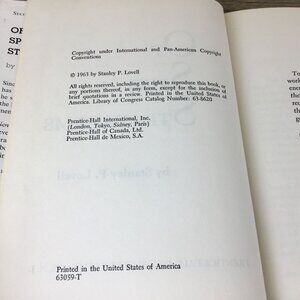 Copyright under International and Pan-American Copyright
Conventions
© 1963 by Stanley P. Lovell
All rights reserved, including the right to reproduce this book, or
any portions thereof, in any form, except for the inclusion of
brief quotations in a review. Printed in the United States of
America. Library of Congress Catalog Number: 63-8620
Prentice-Hall International, Inc.
(London, Tokyo, Sidney, Paris)
Prentice-Hall of Canada, Ltd.
Prentice-Hall de Mexico, S.A.
by Stanley P. Lovell
Printed in the United States of America
63059-T